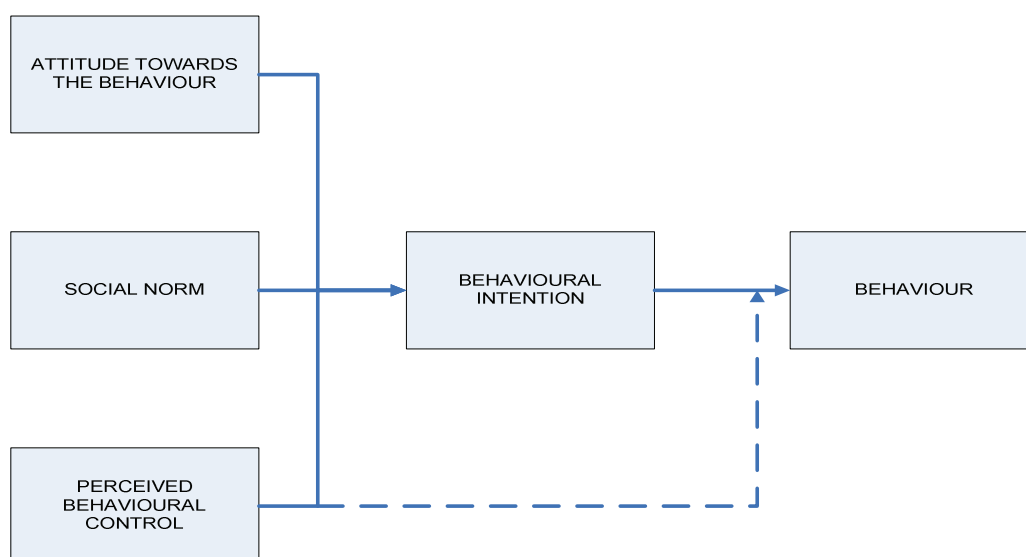 ATTITUDE TOWARDS
THE BEHAVIOUR
SOCIAL NORM
BEHAVIOURAL
INTENTION
BEHAVIOUR
PERCEIVED
BEHAVIOURAL
CONTROL